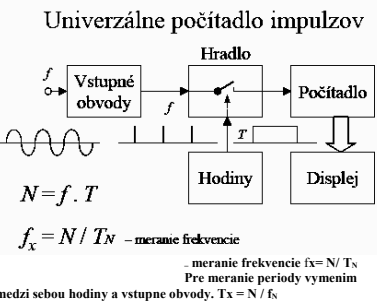 Univerzálne počítadlo impulzov
Hradlo
f
Vstupné
obvody
Počítadlo
f
T
Hodiny
Displej
N = f . T
fx = N / TN – meranie frekvencie
– meranie frekvencie fx= N/ TN
Pre meranie periody vymenim
medzi sebou hodiny a vstupne obvody. Tx = N / fN